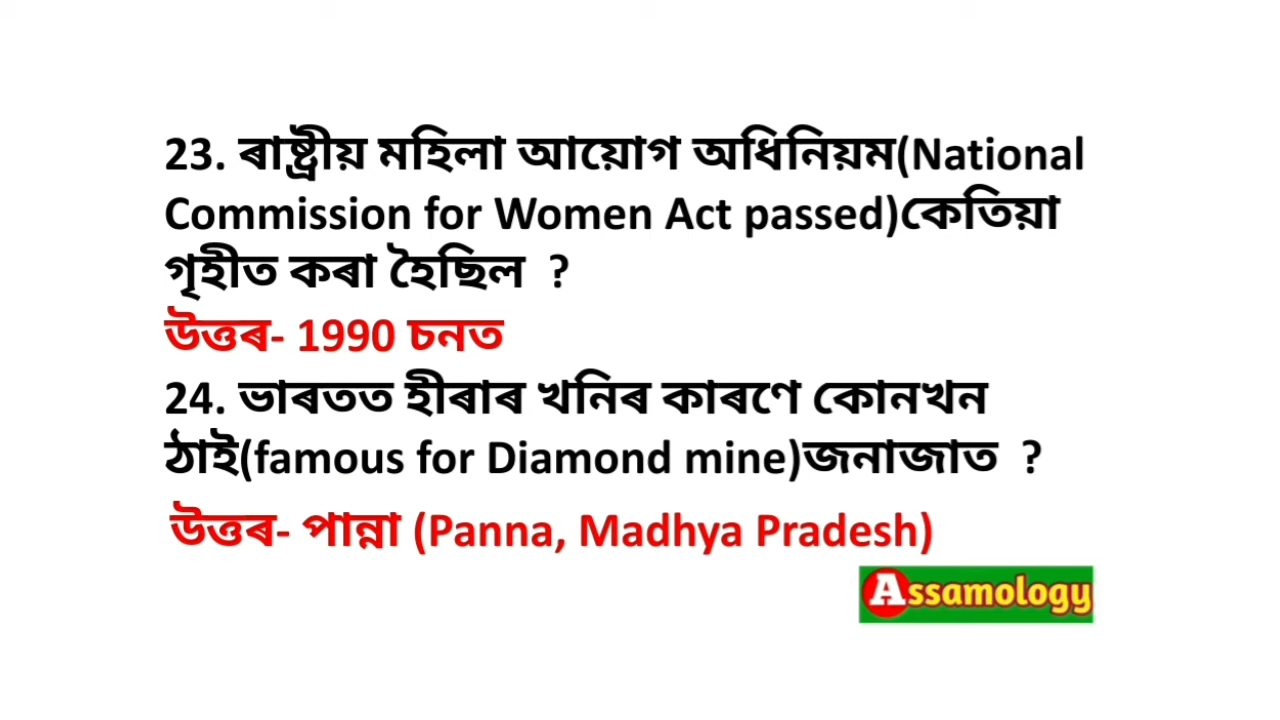 23. ৰাষ্ট্ৰীয় মহিলা আয়োগ অধিনিয়ম(National
Commission for Women Act passed)কেতিয়া
গৃহীত কৰা হৈছিল ?
উত্তৰ- 1990 চনত
24. ভাৰতত হীৰাৰ খনিৰ কাৰণে কোনখন
ঠাই(famous for Diamond mine)জনাজাত ?
উত্তৰ- পান্না (Panna, Madhya Pradesh)
Assamology